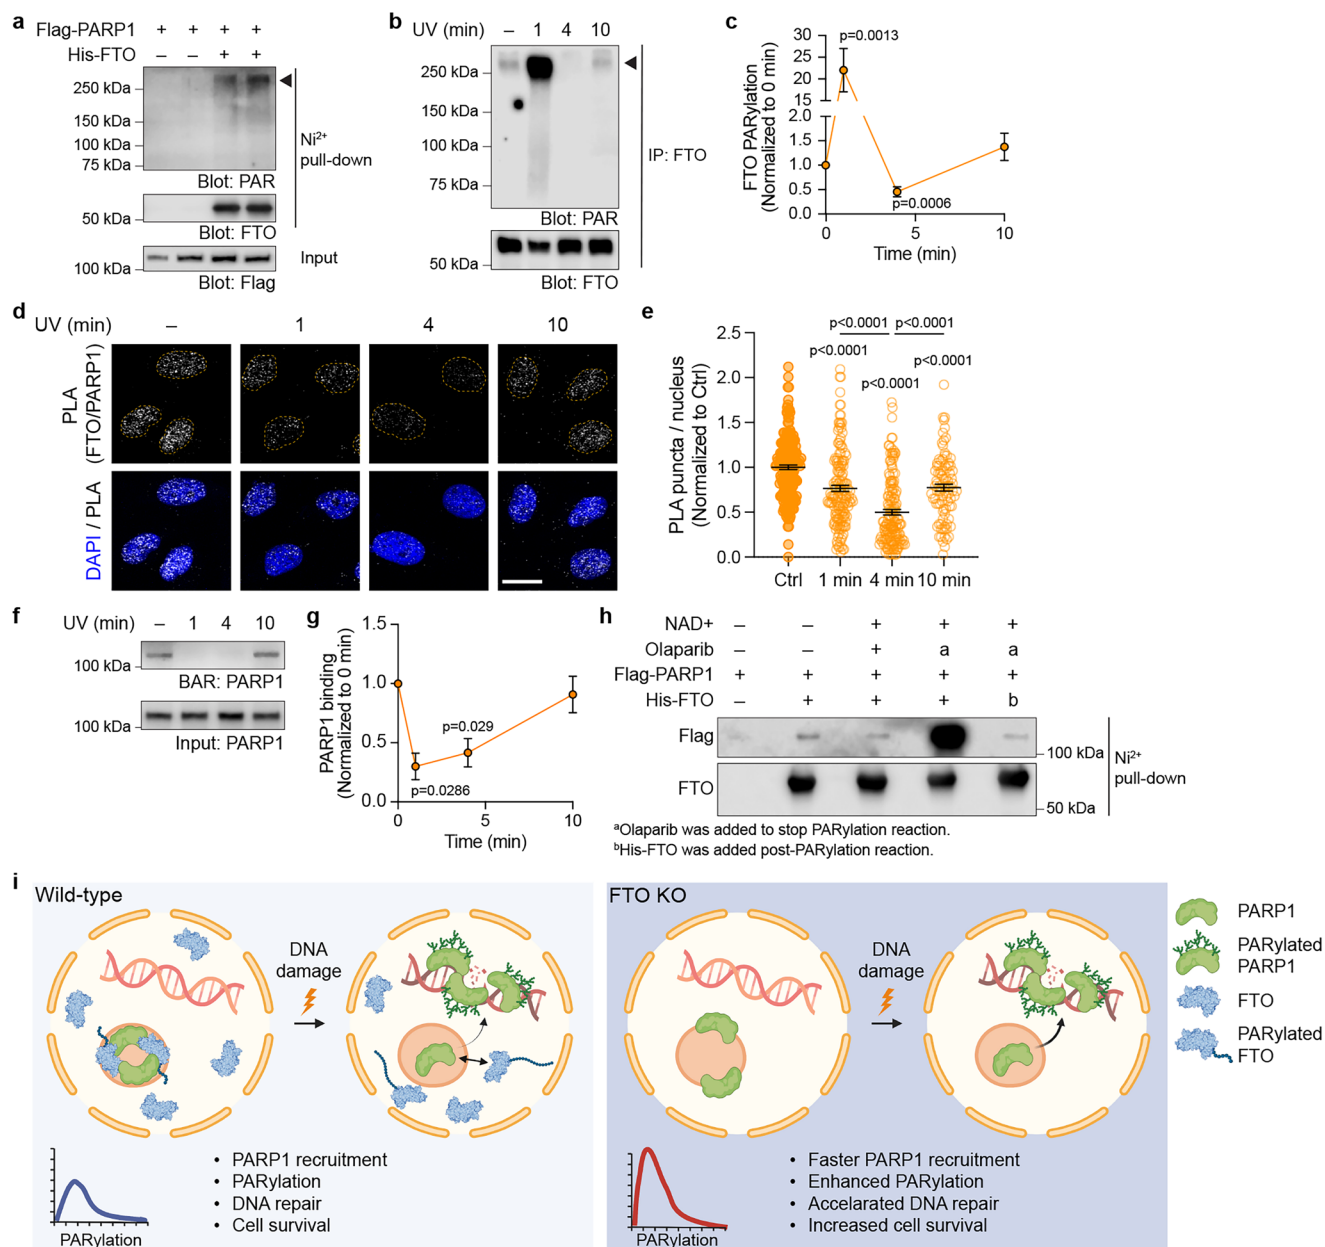 a
Flag-PARP1 + + + +
His-FTO – – + +
250 kDa
150 kDa
100 kDa
75 kDa
Blot: PAR
50 kDa
Blot: FTO
100 kDa
Blot: Flag
Ni2+
pull-down
Input
b
UV (min) – 1 4 10
250 kDa
150 kDa
100 kDa
75 kDa
Blot: PAR
50 kDa
Blot: FTO
IP: FTO
c
FTO PARylation
(Normalized to 0 min)
30
25
20
15
2.0
1.5
1.0
0.5
0.0
p=0.0013
p=0.0006
0 5 10
Time (min)
d
UV (min) – 1 4 10
PLA
(FTO/PARP1)
DAPI / PLA
e
PLA puncta / nucleus
(Normalized to Ctrl)
2.5
2.0
1.5
1.0
0.5
0.0
p<0.0001 p<0.0001
p<0.0001
p<0.0001
p<0.0001
Ctrl 1 min 4 min 10 min
f
UV (min) – 1 4 10
100 kDa
BAR: PARP1
100 kDa
Input: PARP1
g
PARP1 binding
(Normalized to 0 min)
1.5
1.0
0.5
0.0
p=0.029
p=0.0286
0 5 10
Time (min)
h
NAD+ – – + + +
Olaparib – – + a a
Flag-PARP1 + + + + +
His-FTO – + + + b
Flag
100 kDa
FTO
50 kDa
Ni2+
pull-down
aOlaparib was added to stop PARylation reaction.
bHis-FTO was added post-PARylation reaction.
i
Wild-type
DNA
damage
PARylation
• PARP1 recruitment
• PARylation
• DNA repair
• Cell survival
FTO KO
DNA
damage
PARylation
• Faster PARP1 recruitment
• Enhanced PARylation
• Accelarated DNA repair
• Increased cell survival
PARP1
PARylated
PARP1
FTO
PARylated
FTO